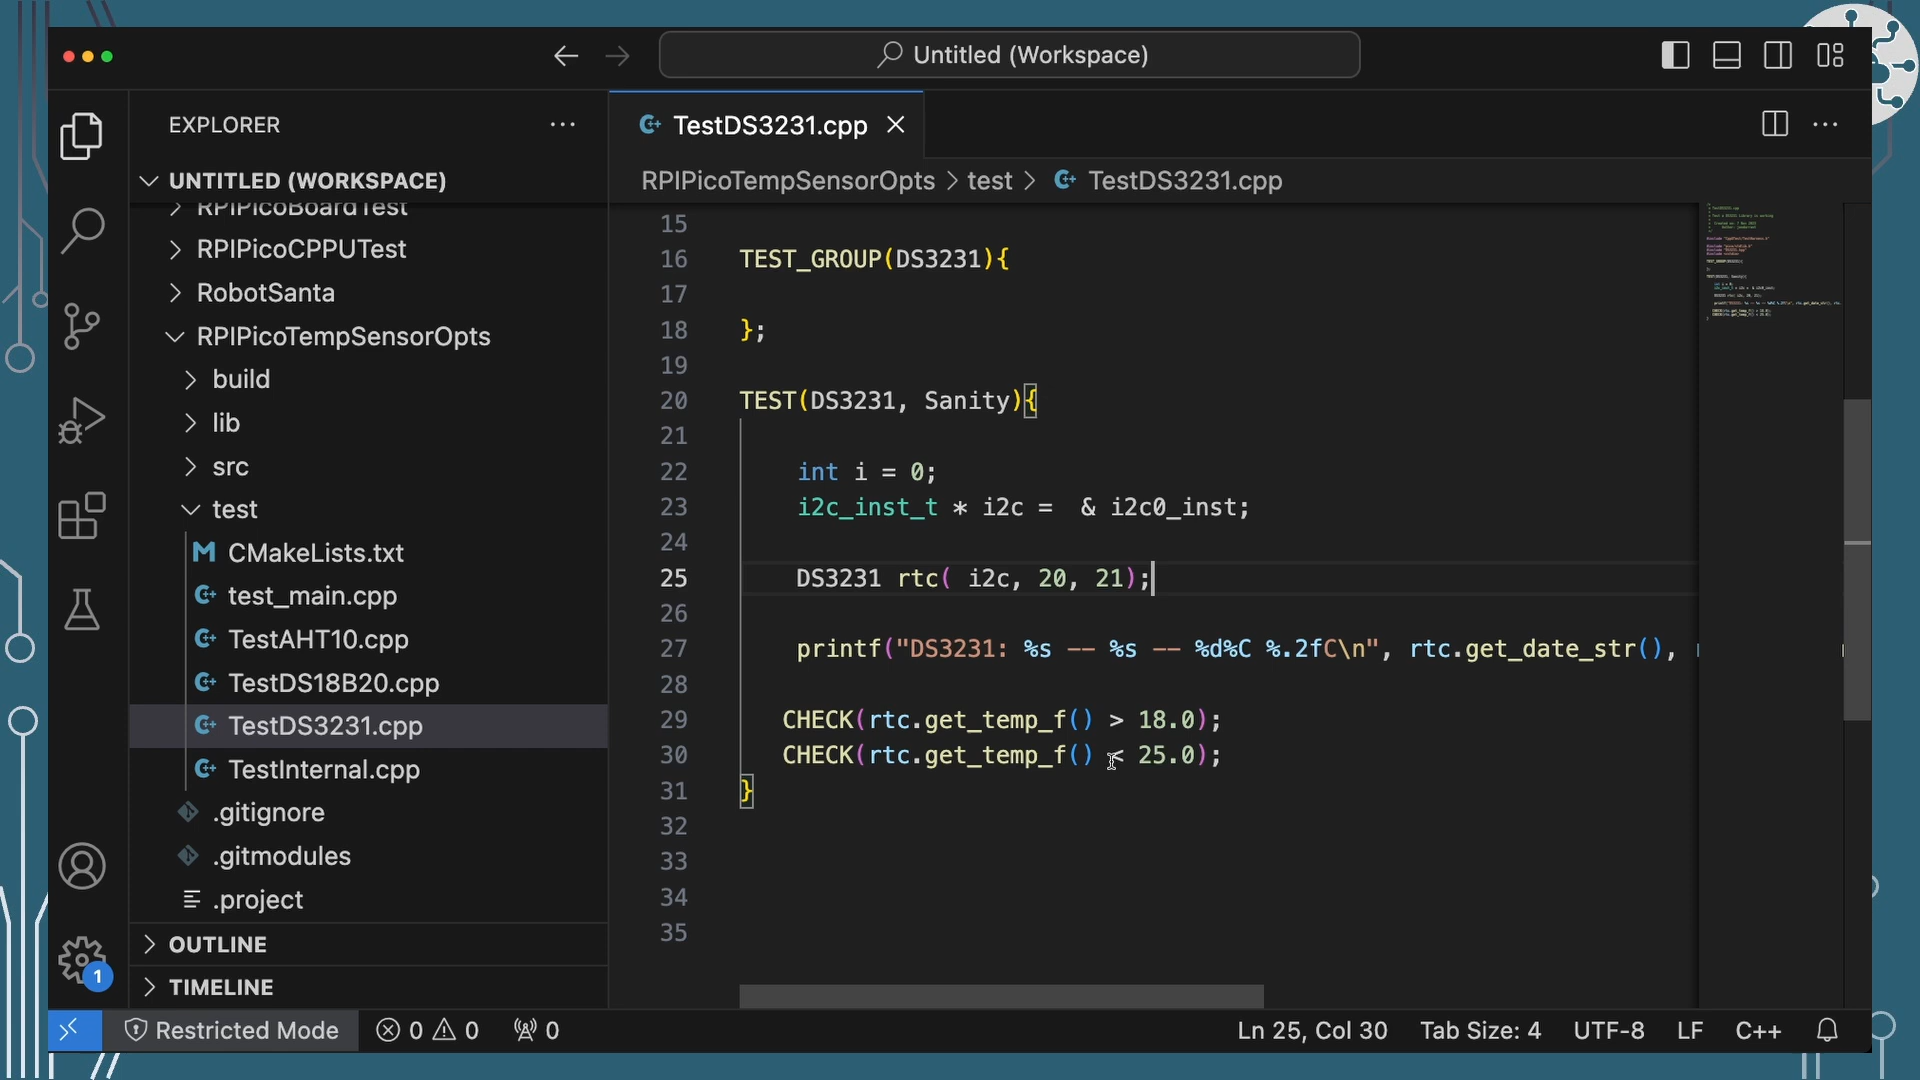 Untitled (Workspace)
EXPLORER
TestDS3231.cpp
UNTITLED (WORKSPACE)
RPIPicoTempSensorOpts > test > TestDS3231.cpp
RPIPicoBoardTest
RPIPicoCPPUTest
RobotSanta
RPIPicoTempSensorOpts
build
lib
src
test
CMakeLists.txt
test_main.cpp
TestAHT10.cpp
TestDS18B20.cpp
TestDS3231.cpp
TestInternal.cpp
.gitignore
.gitmodules
.project
OUTLINE
TIMELINE
15
16 TEST_GROUP(DS3231){
17
18 };
19
20 TEST(DS3231, Sanity){
21
22 int i = 0;
23 i2c_inst_t * i2c =  & i2c0_inst;
24
25 DS3231 rtc( i2c, 20, 21);
26
27 printf("DS3231: %s -- %s -- %d%C %.2fC\n", rtc.get_date_str(),
28
29 CHECK(rtc.get_temp_f() > 18.0);
30 CHECK(rtc.get_temp_f() < 25.0);
31 }
32
33
34
35
1
Restricted Mode 0 0 0 Ln 25, Col 30 Tab Size: 4 UTF-8 LF C++